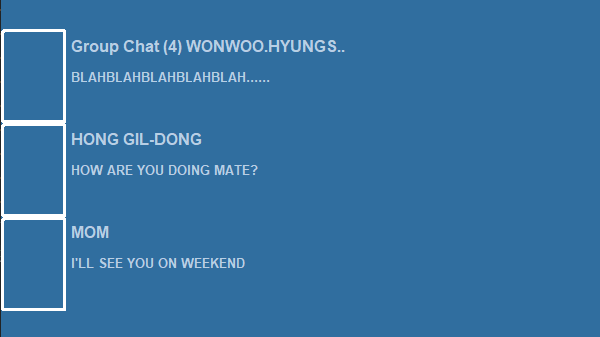 Group Chat (4) WONWOO.HYUNGS..
BLAHBLAHBLAHBLAHBLAH......
HONG GIL-DONG
HOW ARE YOU DOING MATE?
MOM
I'LL SEE YOU ON WEEKEND